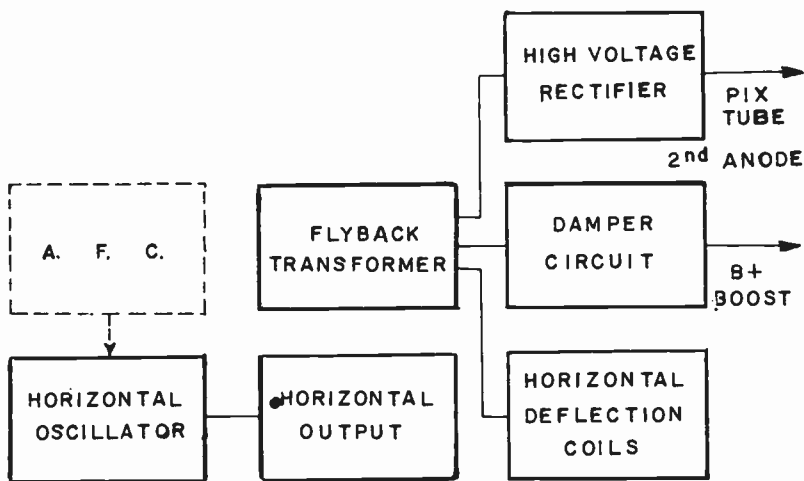 HIGH VOLTAGE
RECTIFIER
PIX
TUBE
2nd ANODE
A. F. C.
FLYBACK
TRANSFORMER
DAMPER
CIRCUIT
B+
BOOST
HORIZONTAL
OSCILLATOR
HORIZONTAL
OUTPUT
HORIZONTAL
DEFLECTION
COILS